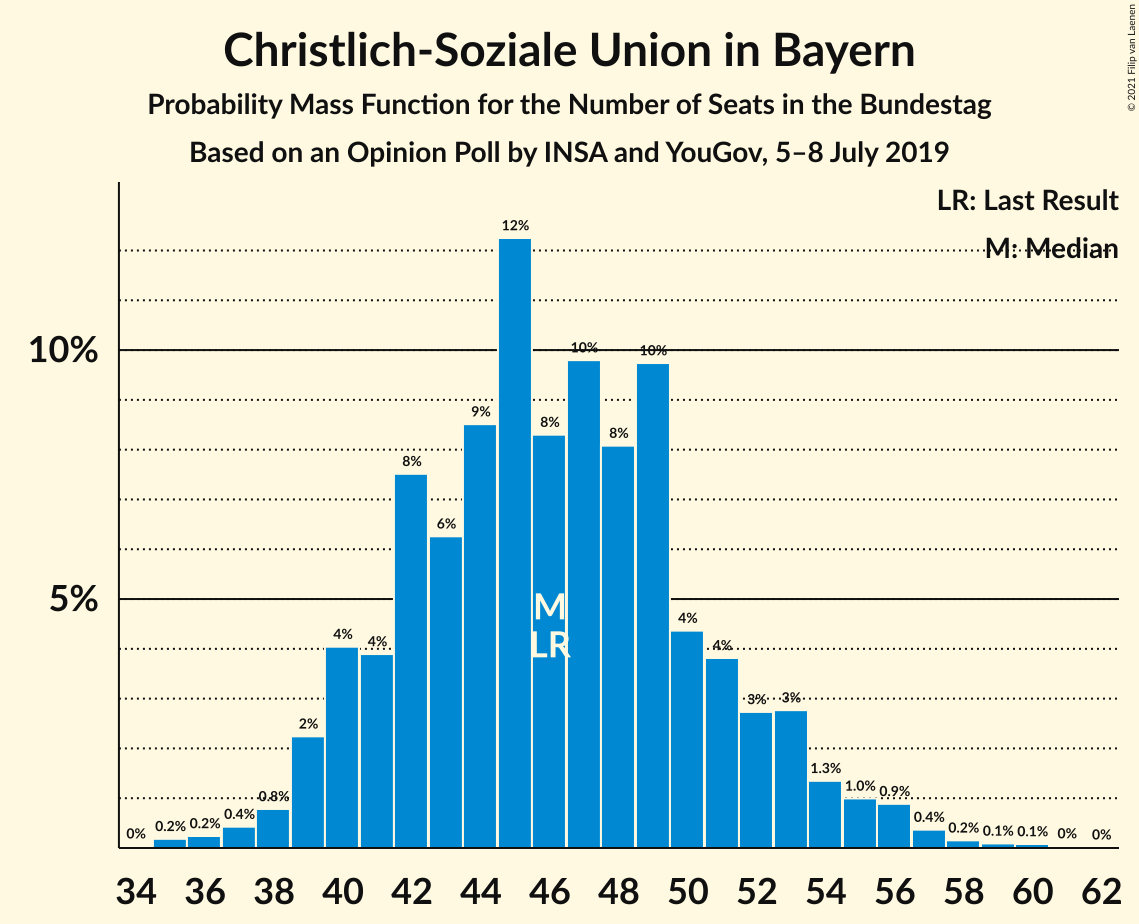 Christlich-Soziale Union in Bayern
Probability Mass Function for the Number of Seats in the Bundestag
Based on an Opinion Poll by INSA and YouGov, 5–8 July 2019
© 2021 Filip van Laenen
LR: Last Result
M: Median
10%
5%
0% 0.2% 0.2% 0.4% 0.8% 2% 4% 4% 8% 6% 9% 12% 8% 10% 8% 10% 4% 4% 3% 3% 1.3% 1.0% 0.9% 0.4% 0.2% 0.1% 0.1% 0% 0%
M
LR
34 36 38 40 42 44 46 48 50 52 54 56 58 60 62